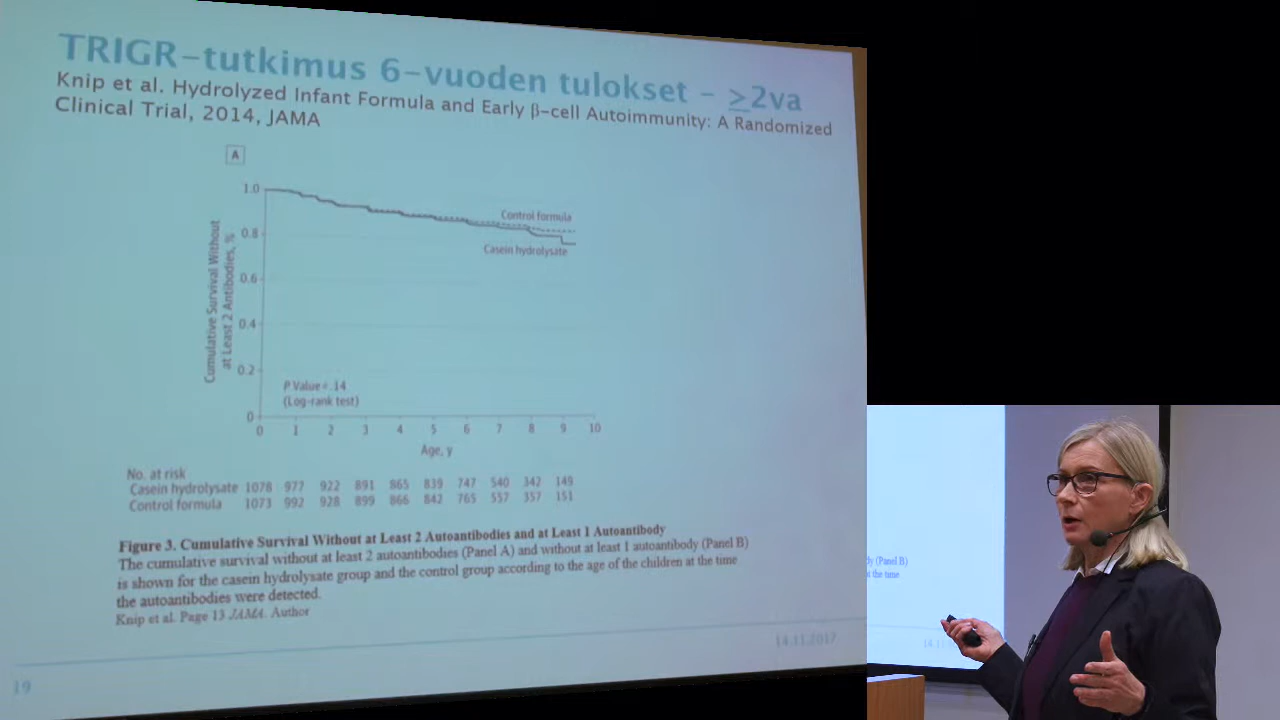 TRIGR-tutkimus 6-vuoden tulokset - ≥2va
Knip et al. Hydrolyzed Infant Formula and Early β-cell Autoimmunity: A Randomized
Clinical Trial, 2014, JAMA
A
Cumulative Survival Without
at Least 2 Antibodies, %
1.0
0.8
0.6
0.4
0.2
0
Control formula
Casein hydrolysate
P Value = .14
(Log-rank test)
0 1 2 3 4 5 6 7 8 9 10
Age, y
No. at risk
Casein hydrolysate 1078 977 922 891 865 839 747 540 342 149
Control formula 1073 992 928 899 866 842 765 557 357 151
Figure 3. Cumulative Survival Without at Least 2 Autoantibodies and at Least 1 Autoantibody
The cumulative survival without at least 2 autoantibodies (Panel A) and without at least 1 autoantibody (Panel B)
is shown for the casein hydrolysate group and the control group according to the age of the children at the time
the autoantibodies were detected.
Knip et al. Page 13 JAMA. Author
14.11.2017
19
dy (Panel B)
at the time